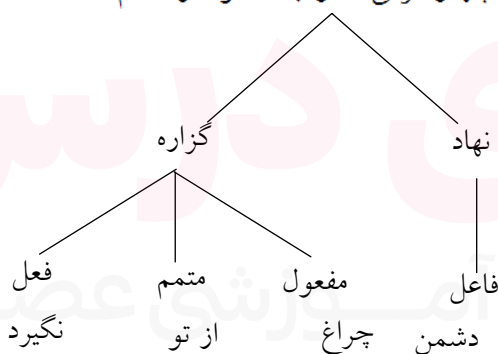 نهاد گزاره
فاعل مفعول متمم فعل
دشمن چراغ از تو نگیرد